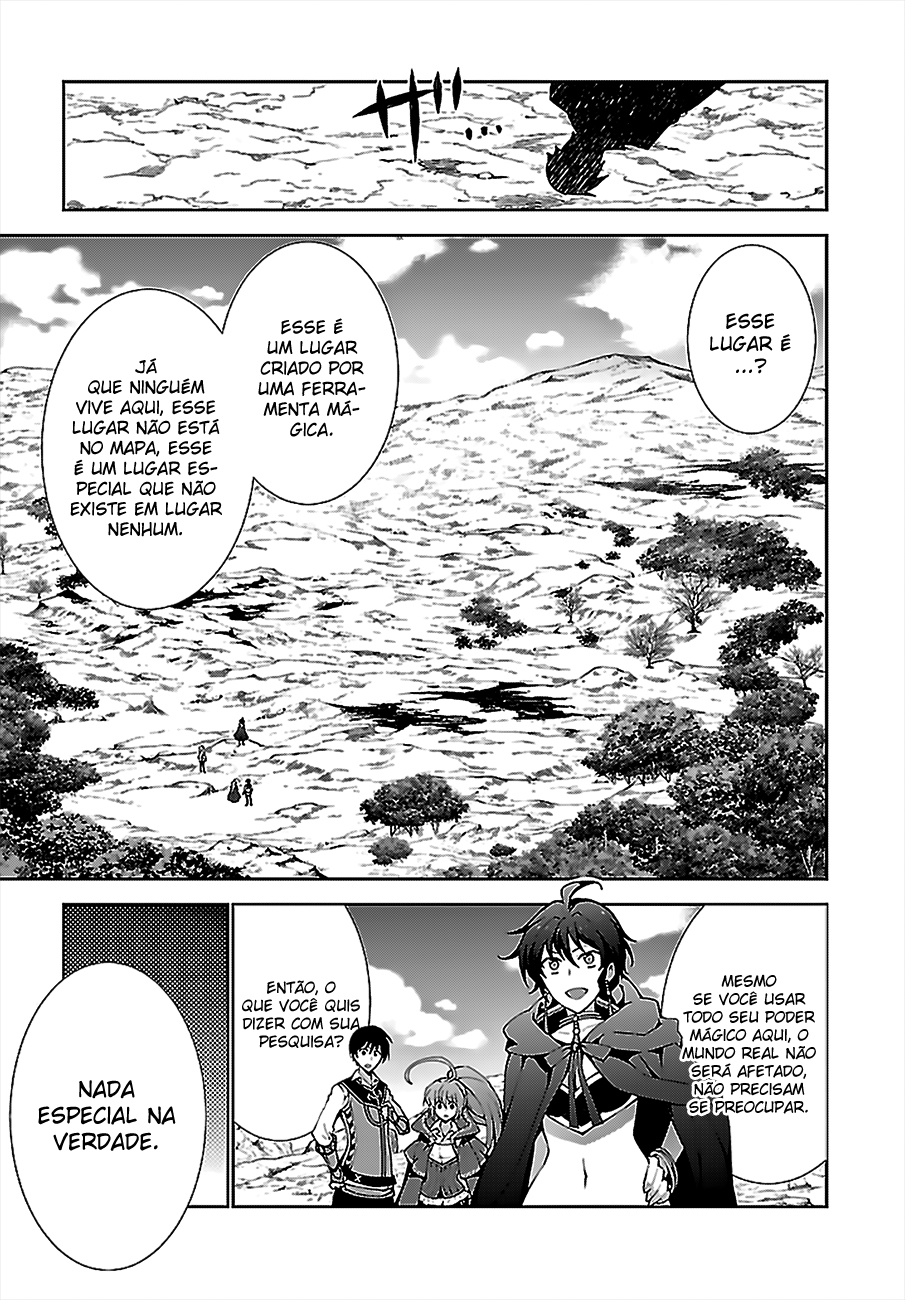 ザッ…
ESSE
LUGAR É
...?
ESSE É
UM LUGAR
CRIADO POR
UMA FERRA-
MENTA MÁ-
GICA.
JÁ
QUE NINGUÉM
VIVE AQUI, ESSE
LUGAR NÃO ESTÁ
NO MAPA, ESSE
É UM LUGAR ES-
PECIAL QUE NÃO
EXISTE EM LUGAR
NENHUM.
MESMO
SE VOCÊ USAR
TODO SEU PODER
MÁGICO AQUI, O
MUNDO REAL NÃO
SERÁ AFETADO,
NÃO PRECISAM
SE PREOCUPAR.
ENTÃO, O
QUE VOCÊ QUIS
DIZER COM SUA
PESQUISA?
NADA
ESPECIAL NA
VERDADE.